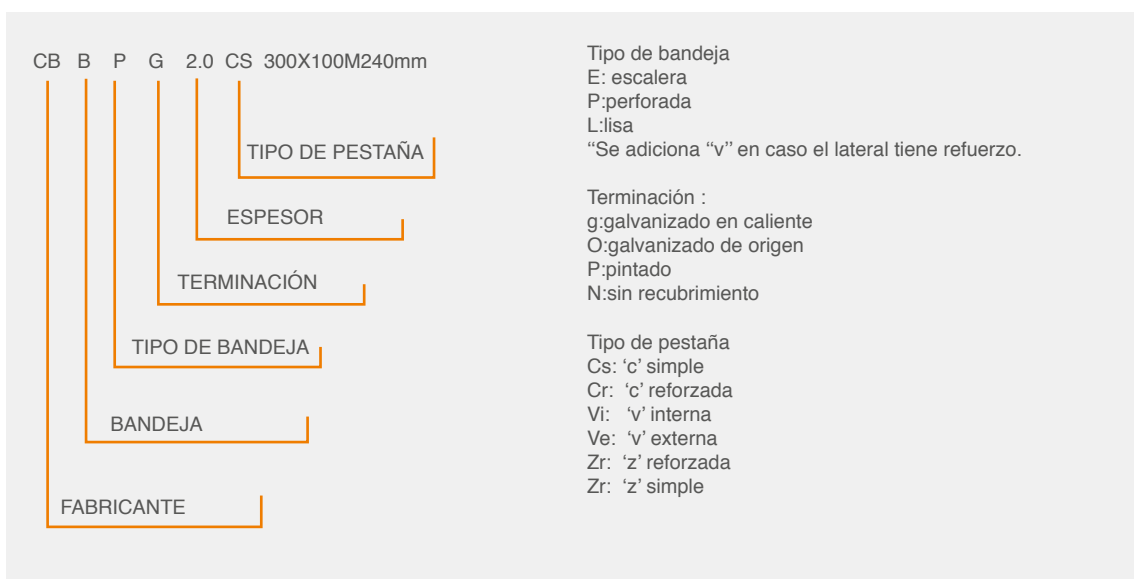 CB B P G 2.0 CS 300X100M240mm
TIPO DE PESTAÑA
ESPESOR
TERMINACIÓN
TIPO DE BANDEJA
BANDEJA
FABRICANTE
Tipo de bandeja
E: escalera
P:perforada
L:lisa
“Se adiciona “v” en caso el lateral tiene refuerzo.
Terminación :
g:galvanizado en caliente
O:galvanizado de origen
P:pintado
N:sin recubrimiento
Tipo de pestaña
Cs: ‘c’ simple
Cr: ‘c’ reforzada
Vi: ‘v’ interna
Ve: ‘v’ externa
Zr: ‘z’ reforzada
Zr: ‘z’ simple